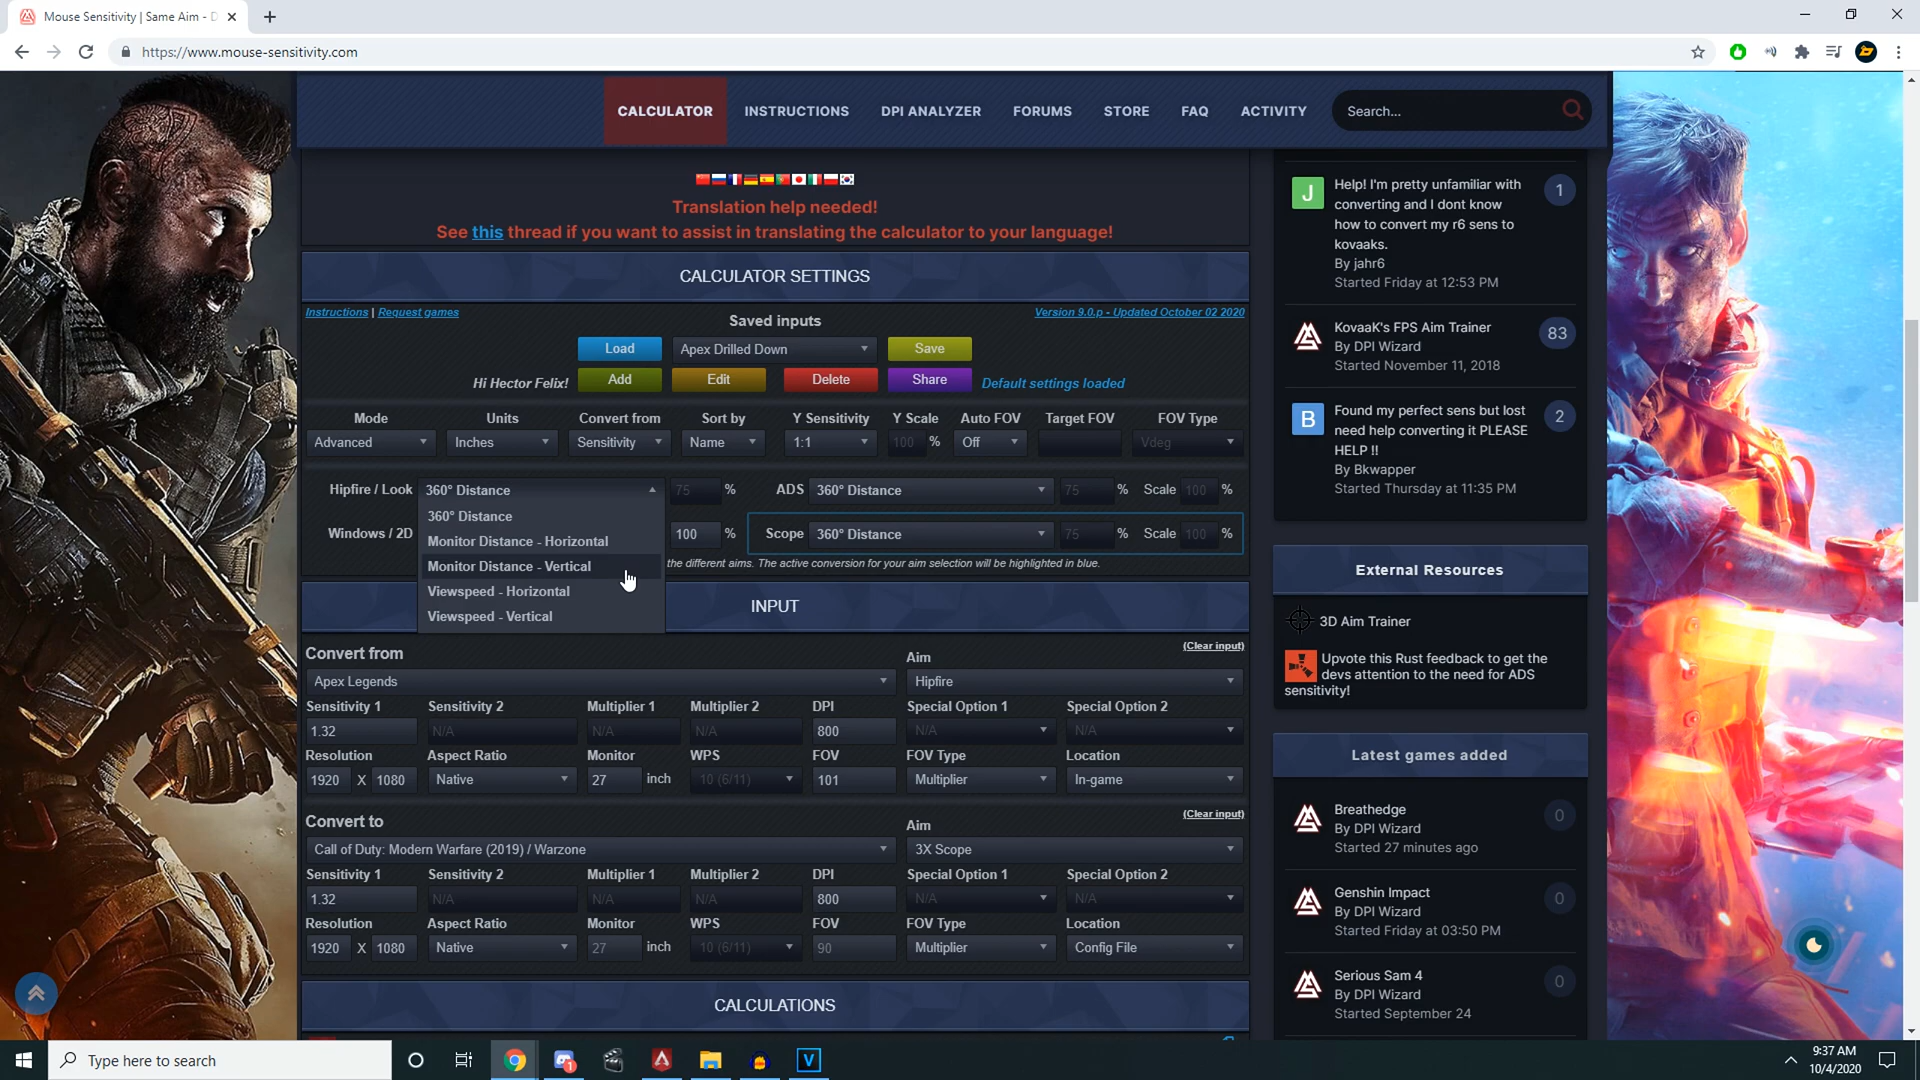 Mouse Sensitivity | Same Aim - D
https://www.mouse-sensitivity.com
CALCULATOR INSTRUCTIONS DPI ANALYZER FORUMS STORE FAQ ACTIVITY Search...
Translation help needed!
See this thread if you want to assist in translating the calculator to your language!
CALCULATOR SETTINGS
Instructions | Request games
Version 9.0.p - Updated October 02 2020
Saved inputs
Load Apex Drilled Down Save
Hi Hector Felix! Add Edit Delete Share Default settings loaded
Mode Units Convert from Sort by Y Sensitivity Y Scale Auto FOV Target FOV FOV Type
Advanced Inches Sensitivity Name 1:1 100 % Off Vdeg
Hipfire / Look 360° Distance 75 % ADS 360° Distance 75 % Scale 100 %
360° Distance
Windows / 2D 100 % Scope 360° Distance 75 % Scale 100 %
Monitor Distance - Horizontal
Monitor Distance - Vertical
the different aims. The active conversion for your aim selection will be highlighted in blue.
Viewspeed - Horizontal
Viewspeed - Vertical
INPUT
Convert from
(Clear input)
Aim
Apex Legends Hipfire
Sensitivity 1 Sensitivity 2 Multiplier 1 Multiplier 2 DPI Special Option 1 Special Option 2
1.32 N/A N/A N/A 800 N/A N/A
Resolution Aspect Ratio Monitor WPS FOV FOV Type Location
1920 X 1080 Native 27 inch 10 (6/11) 101 Multiplier In-game
Convert to
(Clear input)
Aim
Call of Duty: Modern Warfare (2019) / Warzone 3X Scope
Sensitivity 1 Sensitivity 2 Multiplier 1 Multiplier 2 DPI Special Option 1 Special Option 2
1.32 N/A N/A N/A 800 N/A N/A
Resolution Aspect Ratio Monitor WPS FOV FOV Type Location
1920 X 1080 Native 27 inch 10 (6/11) 90 Multiplier Config File
CALCULATIONS
J
Help! I'm pretty unfamiliar with
converting and I dont know
how to convert my r6 sens to
kovaaks.
By jahr6
Started Friday at 12:53 PM
1
KovaaK's FPS Aim Trainer
By DPI Wizard
Started November 11, 2018
83
B
Found my perfect sens but lost
need help converting it PLEASE
HELP !!
By Bkwapper
Started Thursday at 11:35 PM
2
External Resources
3D Aim Trainer
Upvote this Rust feedback to get the
devs attention to the need for ADS
sensitivity!
Latest games added
Breathedge
By DPI Wizard
Started 27 minutes ago
0
Genshin Impact
By DPI Wizard
Started Friday at 03:50 PM
0
Serious Sam 4
By DPI Wizard
Started September 24
0
Type here to search
1
V
9:37 AM
10/4/2020